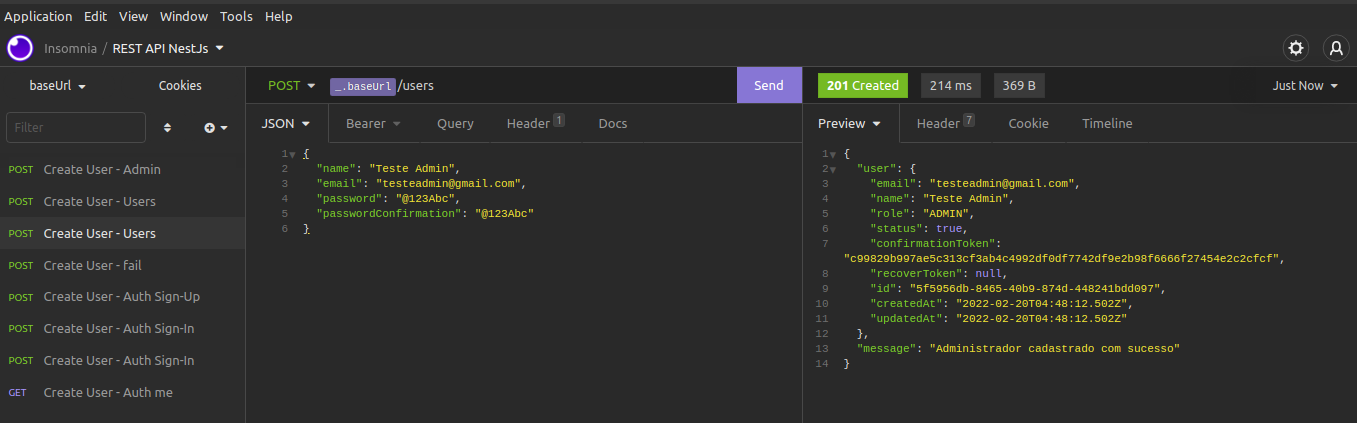 Application Edit View Window Tools Help
Insomnia / REST API NestJs
baseUrl Cookies
Filter
POST Create User - Admin
POST Create User - Users
POST Create User - Users
POST Create User - fail
POST Create User - Auth Sign-Up
POST Create User - Auth Sign-In
POST Create User - Auth Sign-In
GET Create User - Auth me
POST _.baseUrl /users Send
JSON Bearer Query Header 1 Docs
1 {
2 "name": "Teste Admin",
3 "email": "testeadmin@gmail.com",
4 "password": "@123Abc",
5 "passwordConfirmation": "@123Abc"
6 }
201 Created 214 ms 369 B Just Now
Preview Header 7 Cookie Timeline
1 {
2 "user": {
3 "email": "testeadmin@gmail.com",
4 "name": "Teste Admin",
5 "role": "ADMIN",
6 "status": true,
7 "confirmationToken":
"c99829b997ae5c313cf3ab4c4992df0df7742df9e2b98f6666f27454e2c2cfcf",
8 "recoverToken": null,
9 "id": "5f5956db-8465-40b9-874d-448241bdd097",
10 "createdAt": "2022-02-20T04:48:12.502Z",
11 "updatedAt": "2022-02-20T04:48:12.502Z"
12 },
13 "message": "Administrador cadastrado com sucesso"
14 }